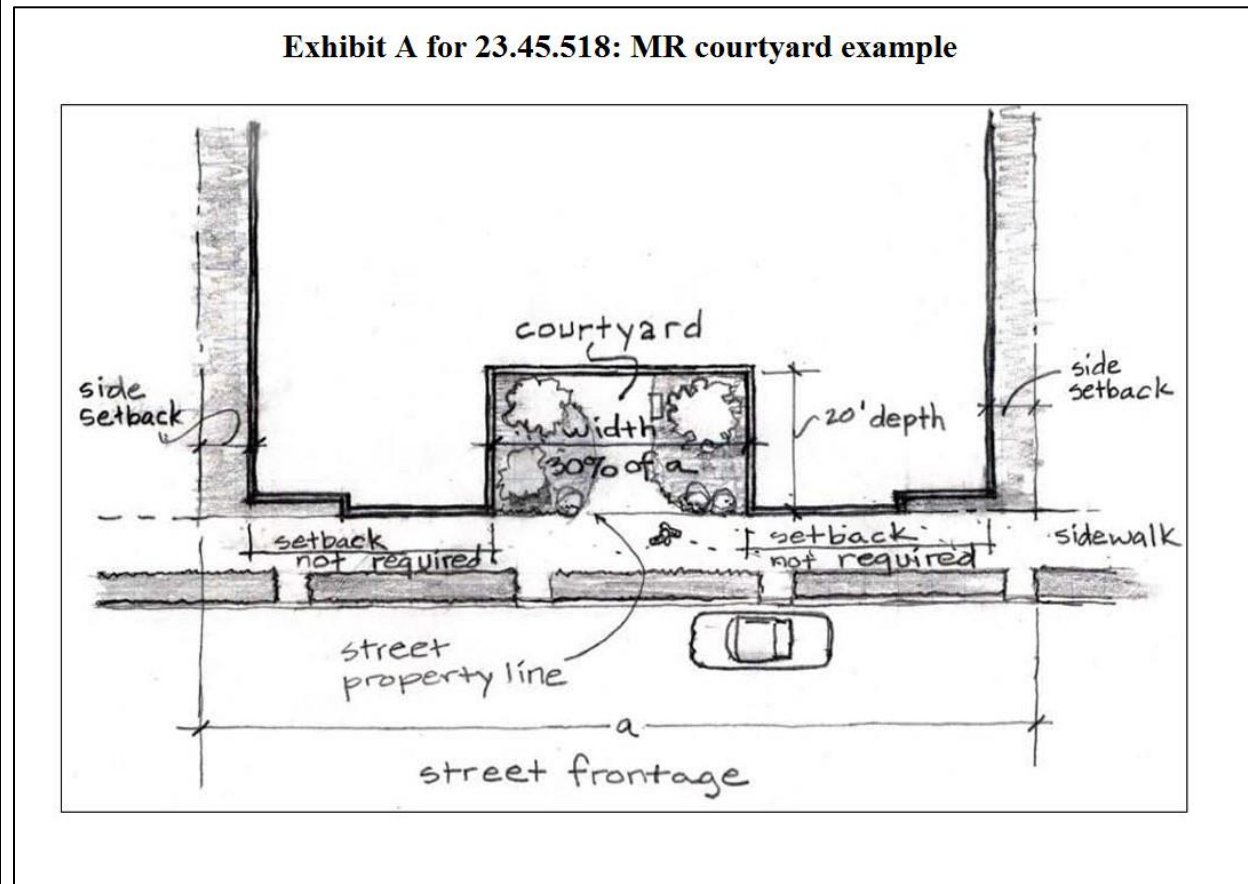 Exhibit A for 23.45.518: MR courtyard example
courtyard
side
setback
side
setback
width
30% of a
20' depth
setback
not required
setback
not required
sidewalk
street
property line
a
street frontage